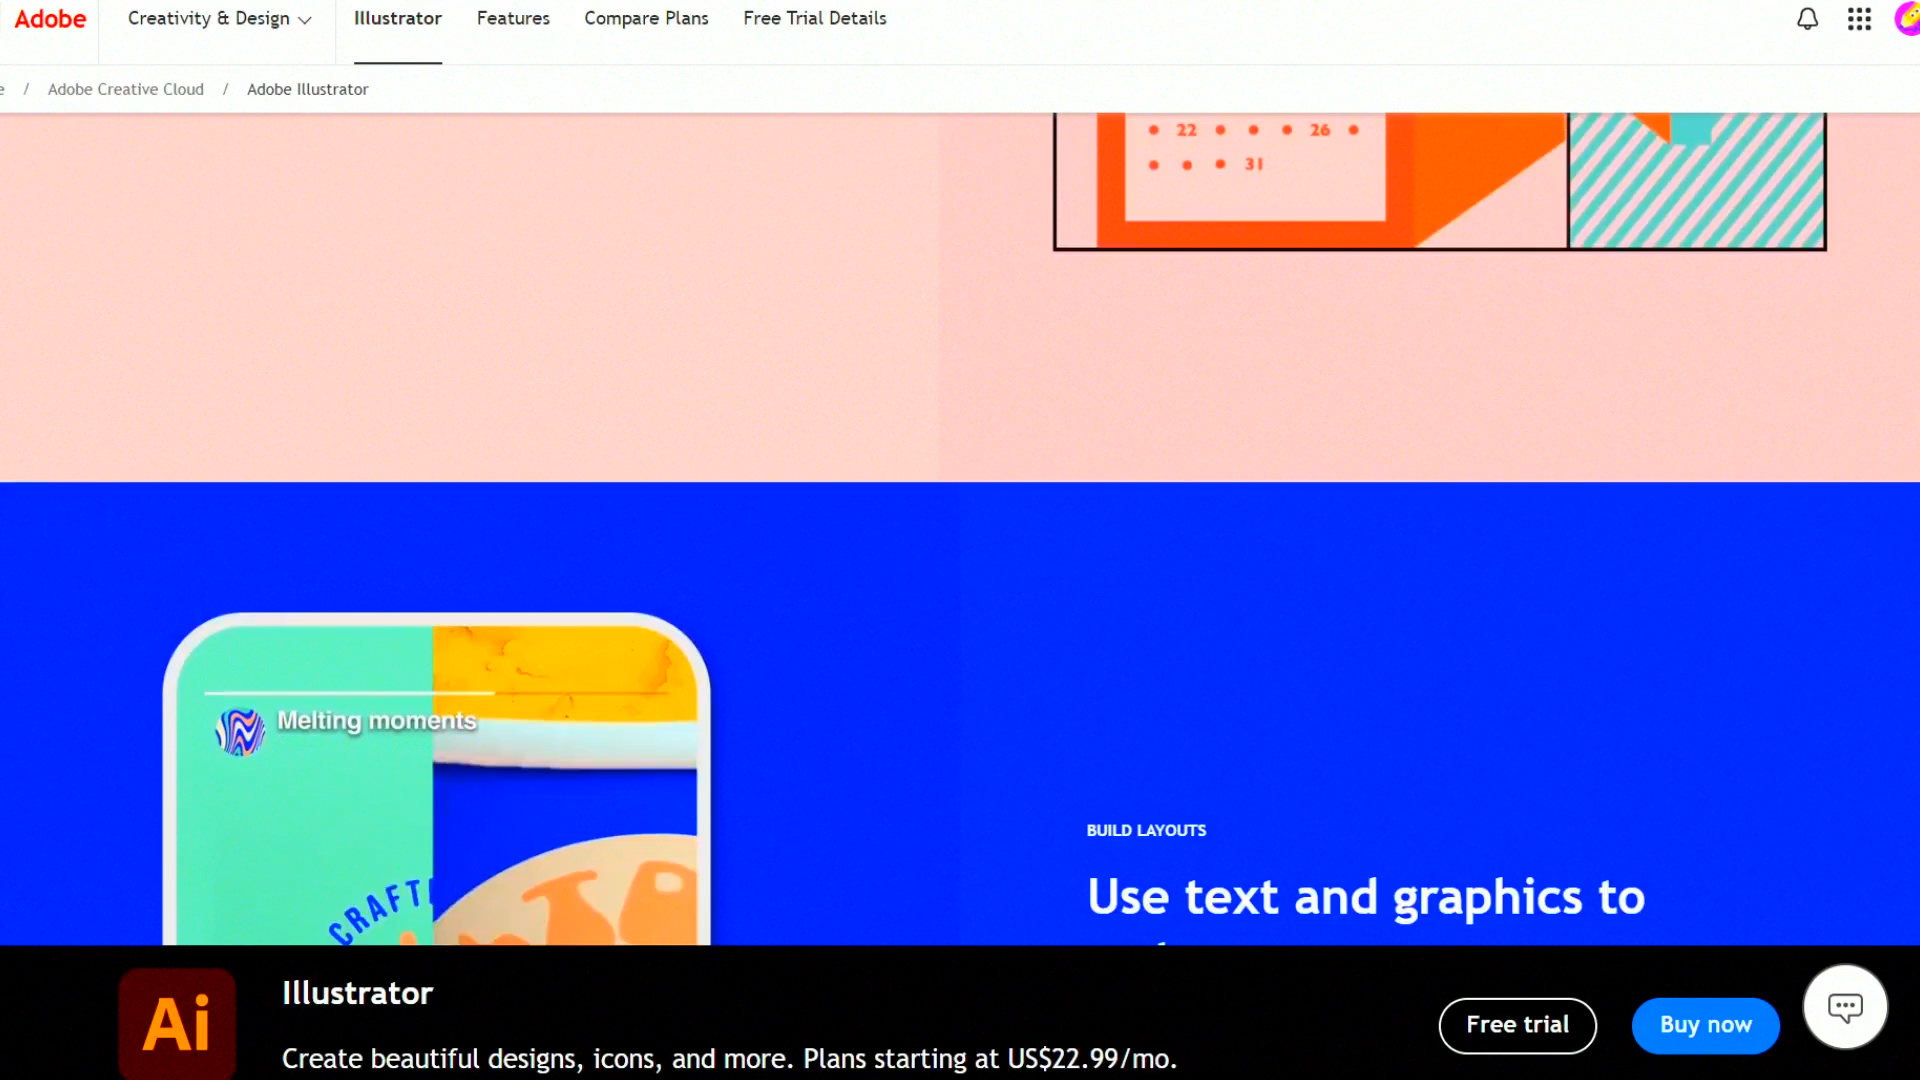 Adobe
Creativity & Design
Illustrator
Features
Compare Plans
Free Trial Details
e / Adobe Creative Cloud / Adobe Illustrator
22 26
31
Melting moments
CRAFT
BUILD LAYOUTS
Use text and graphics to
Ai
Illustrator
Create beautiful designs, icons, and more. Plans starting at US$22.99/mo.
Free trial
Buy now